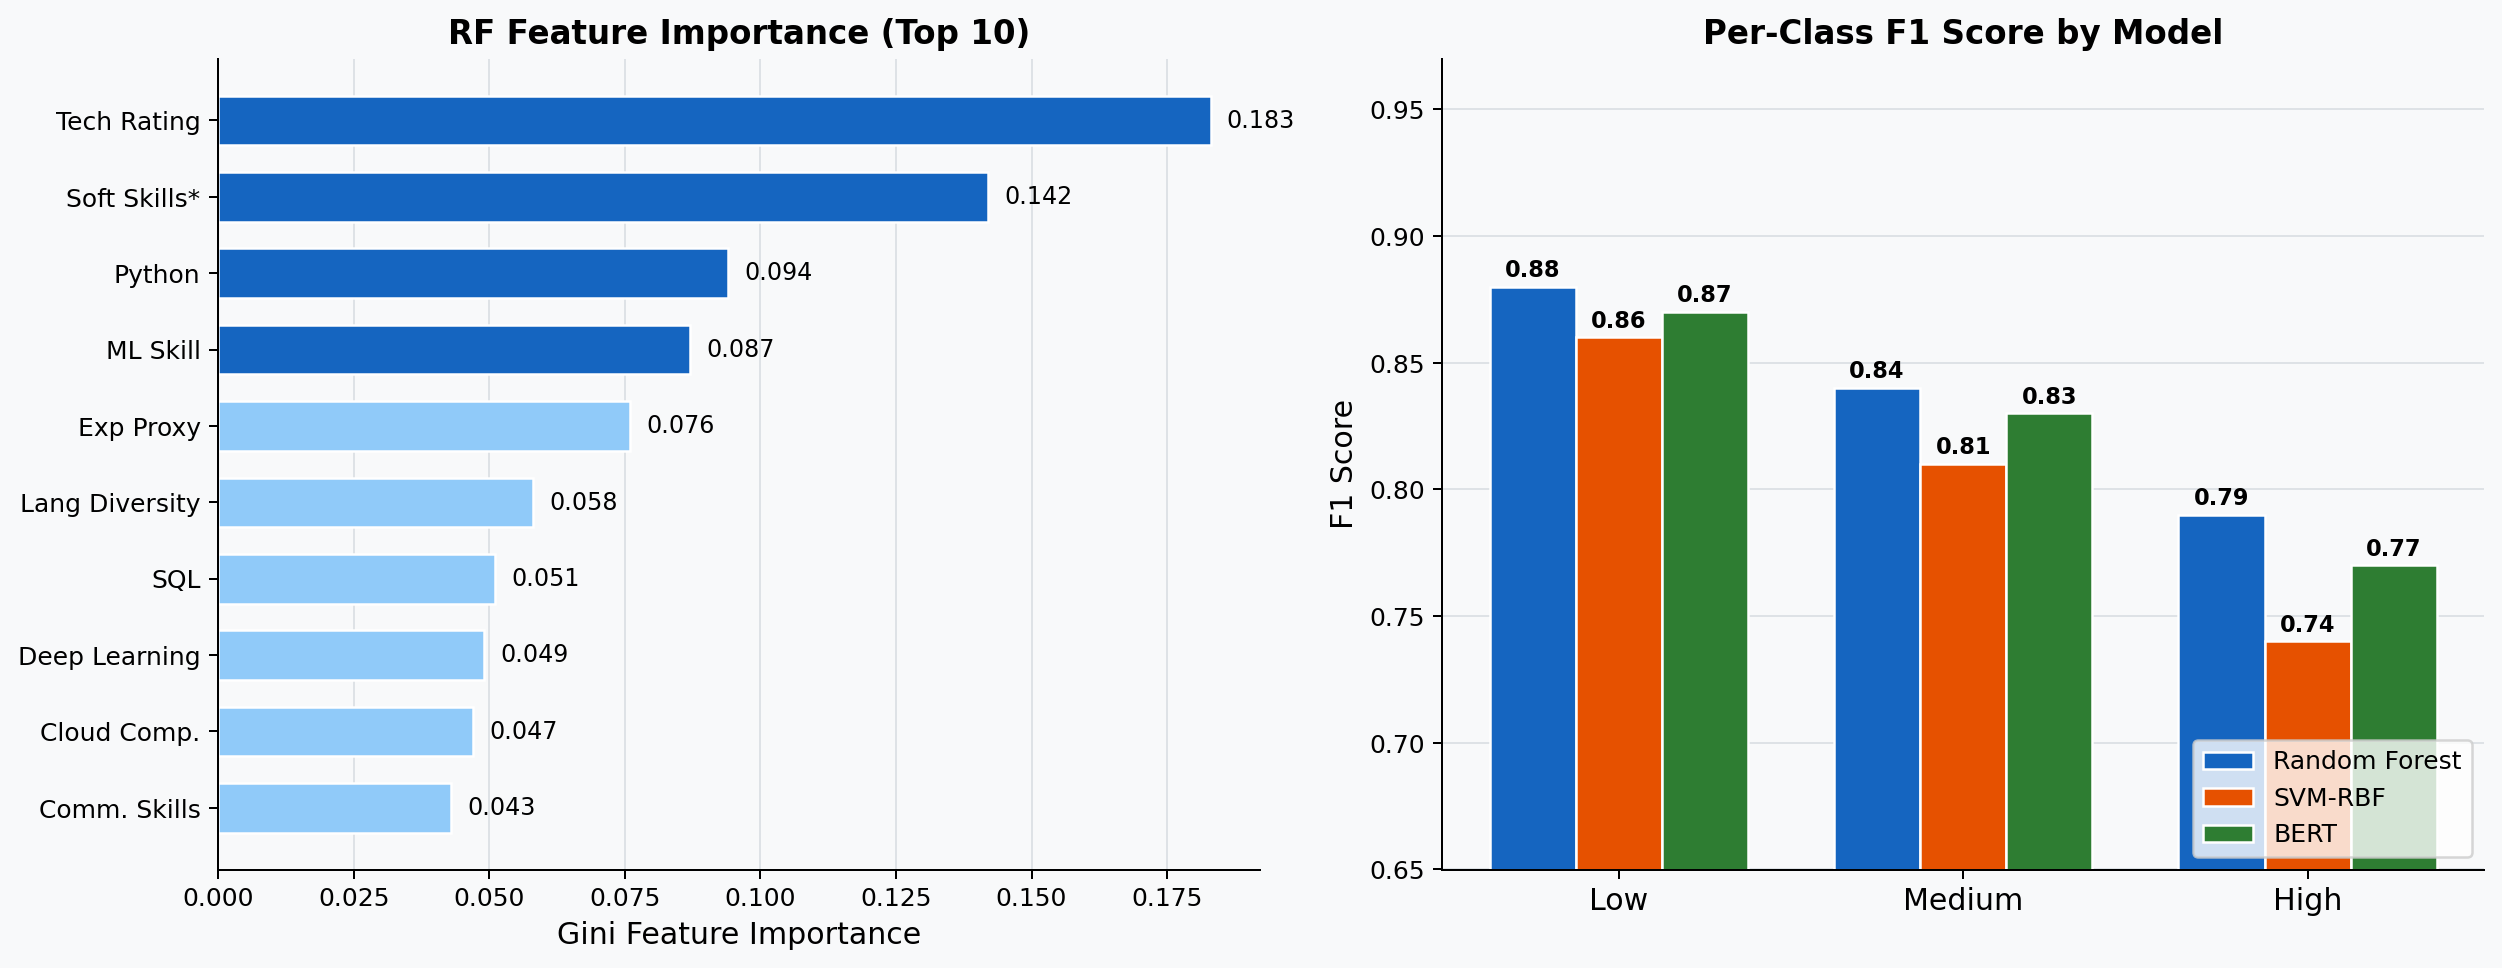 RF Feature Importance (Top 10)
Tech Rating 0.183
Soft Skills* 0.142
Python 0.094
ML Skill 0.087
Exp Proxy 0.076
Lang Diversity 0.058
SQL 0.051
Deep Learning 0.049
Cloud Comp. 0.047
Comm. Skills 0.043
0.000 0.025 0.050 0.075 0.100 0.125 0.150 0.175
Gini Feature Importance
Per-Class F1 Score by Model
F1 Score
0.95
0.90
0.85
0.80
0.75
0.70
0.65
0.88 0.86 0.87
0.84 0.81 0.83
0.79 0.74 0.77
Random Forest
SVM-RBF
BERT
Low Medium High